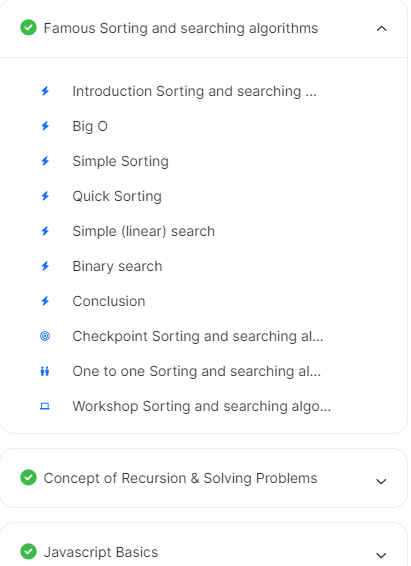 Famous Sorting and searching algorithms
Introduction Sorting and searching ...
Big O
Simple Sorting
Quick Sorting
Simple (linear) search
Binary search
Conclusion
Checkpoint Sorting and searching al...
One to one Sorting and searching al...
Workshop Sorting and searching algo...
Concept of Recursion & Solving Problems
Javascript Basics